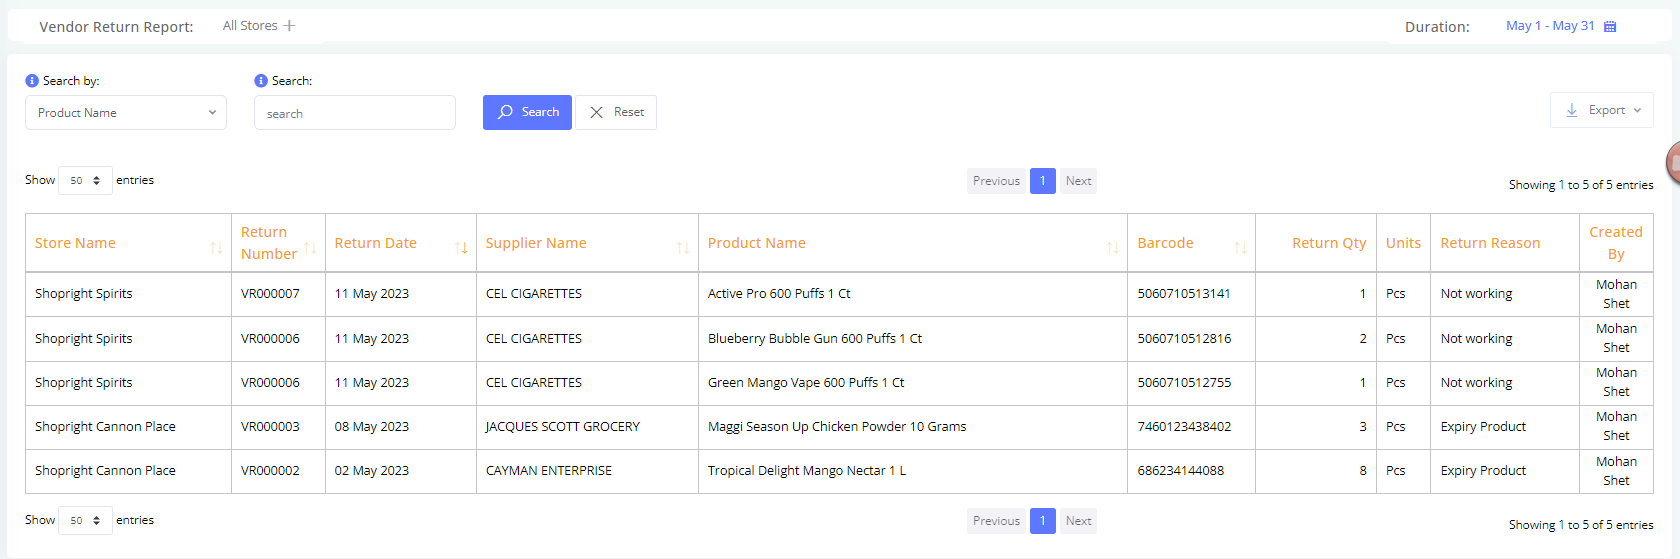 Vendor Return Report: All Stores Duration: May 1 - May 31
Search by: Search:
Product Name search Search Reset Export
Show 50 entries Previous 1 Next Showing 1 to 5 of 5 entries
Store Name Return Number Return Date Supplier Name Product Name Barcode Return Qty Units Return Reason Created By
Shopright Spirits VR000007 11 May 2023 CEL CIGARETTES Active Pro 600 Puffs 1 Ct 5060710513141 1 Pcs Not working Mohan Shet
Shopright Spirits VR000006 11 May 2023 CEL CIGARETTES Blueberry Bubble Gun 600 Puffs 1 Ct 5060710512816 2 Pcs Not working Mohan Shet
Shopright Spirits VR000006 11 May 2023 CEL CIGARETTES Green Mango Vape 600 Puffs 1 Ct 5060710512755 1 Pcs Not working Mohan Shet
Shopright Cannon Place VR000003 08 May 2023 JACQUES SCOTT GROCERY Maggi Season Up Chicken Powder 10 Grams 7460123438402 3 Pcs Expiry Product Mohan Shet
Shopright Cannon Place VR000002 02 May 2023 CAYMAN ENTERPRISE Tropical Delight Mango Nectar 1 L 686234144088 8 Pcs Expiry Product Mohan Shet
Show 50 entries Previous 1 Next Showing 1 to 5 of 5 entries